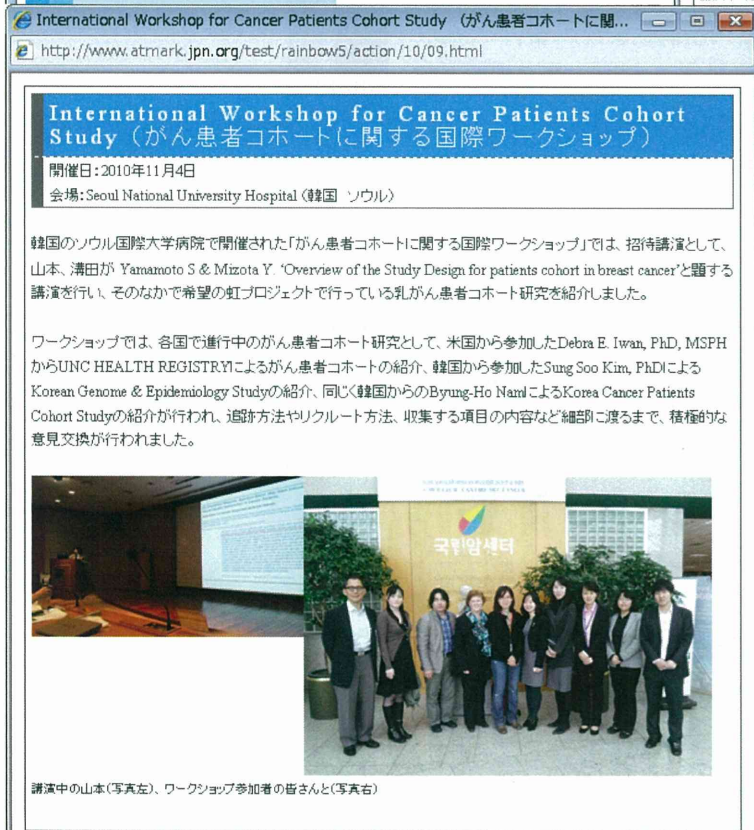 International Workshop for Cancer Patients Cohort Study （がん患者コホートに関...
http://www.atmark.jpn.org/test/rainbow5/action/10/09.html
International Workshop for Cancer Patients Cohort
Study（がん患者コホートに関する国際ワークショップ）
開催日：2010年11月4日
会場：Seoul National University Hospital（韓国　ソウル）
韓国のソウル国際大学病院で開催された「がん患者コホートに関する国際ワークショップ」では、招待講演として、
山本、溝田が Yamamoto S & Mizota Y. ‘Overview of the Study Design for patients cohort in breast cancer’と題する
講演を行い、そのなかで希望の虹プロジェクトで行っている乳がん患者コホート研究を紹介しました。
ワークショップでは、各国で進行中のがん患者コホート研究として、米国から参加したDebra E. Iwan, PhD, MSPH
からUNC HEALTH REGISTRYによるがん患者コホートの紹介、韓国から参加したSung Soo Kim, PhDによる
Korean Genome & Epidemiology Studyの紹介、同じく韓国からのByung-Ho NamによるKorea Cancer Patients
Cohort Studyの紹介が行われ、追跡方法やリクルート方法、収集する項目の内容など細部に渡るまで、積極的な
意見交換が行われました。
국립암센터
講演中の山本（写真左）、ワークショップ参加者の皆さんと（写真右）